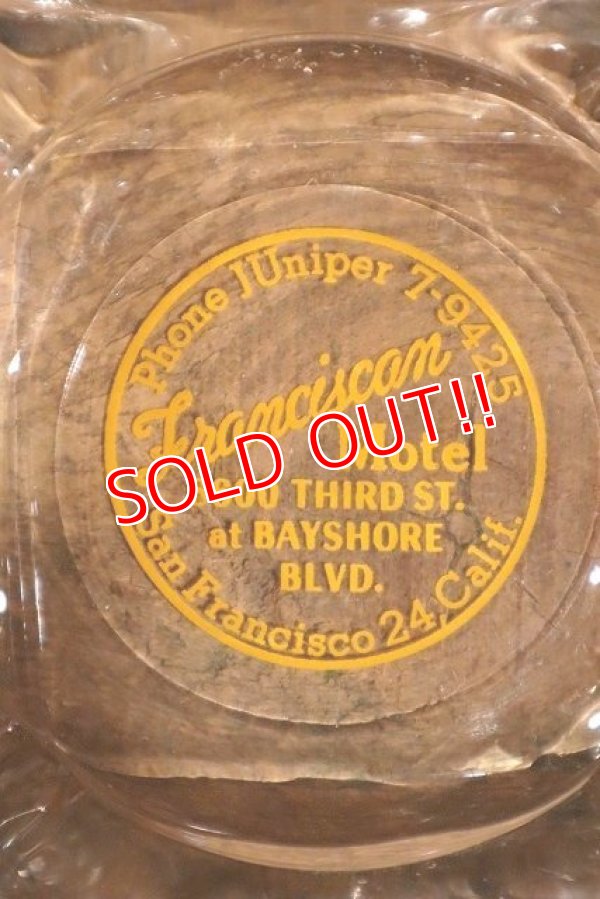 Phone JUniper 7-9425
Franciscan
Motel
THIRD ST.
at BAYSHORE
BLVD.
San Francisco 24, Calif.
SOLD OUT!!